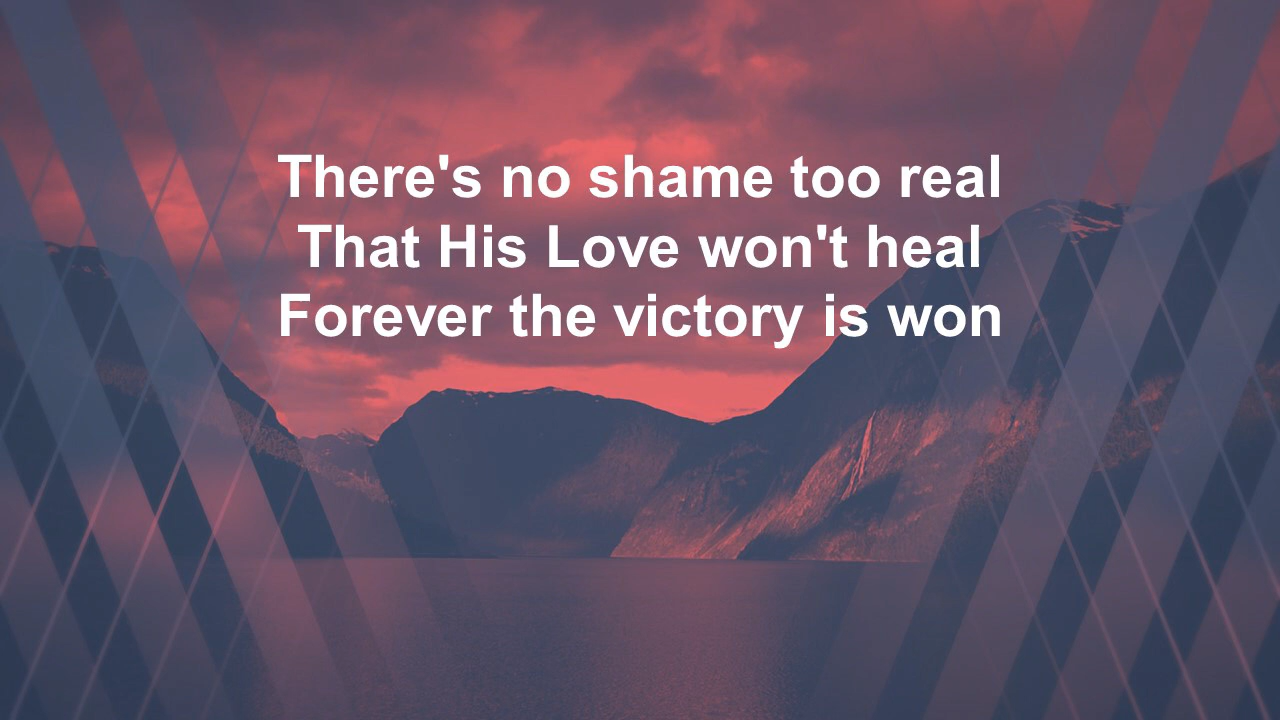 There's no shame too real
That His Love won't heal
Forever the victory is won